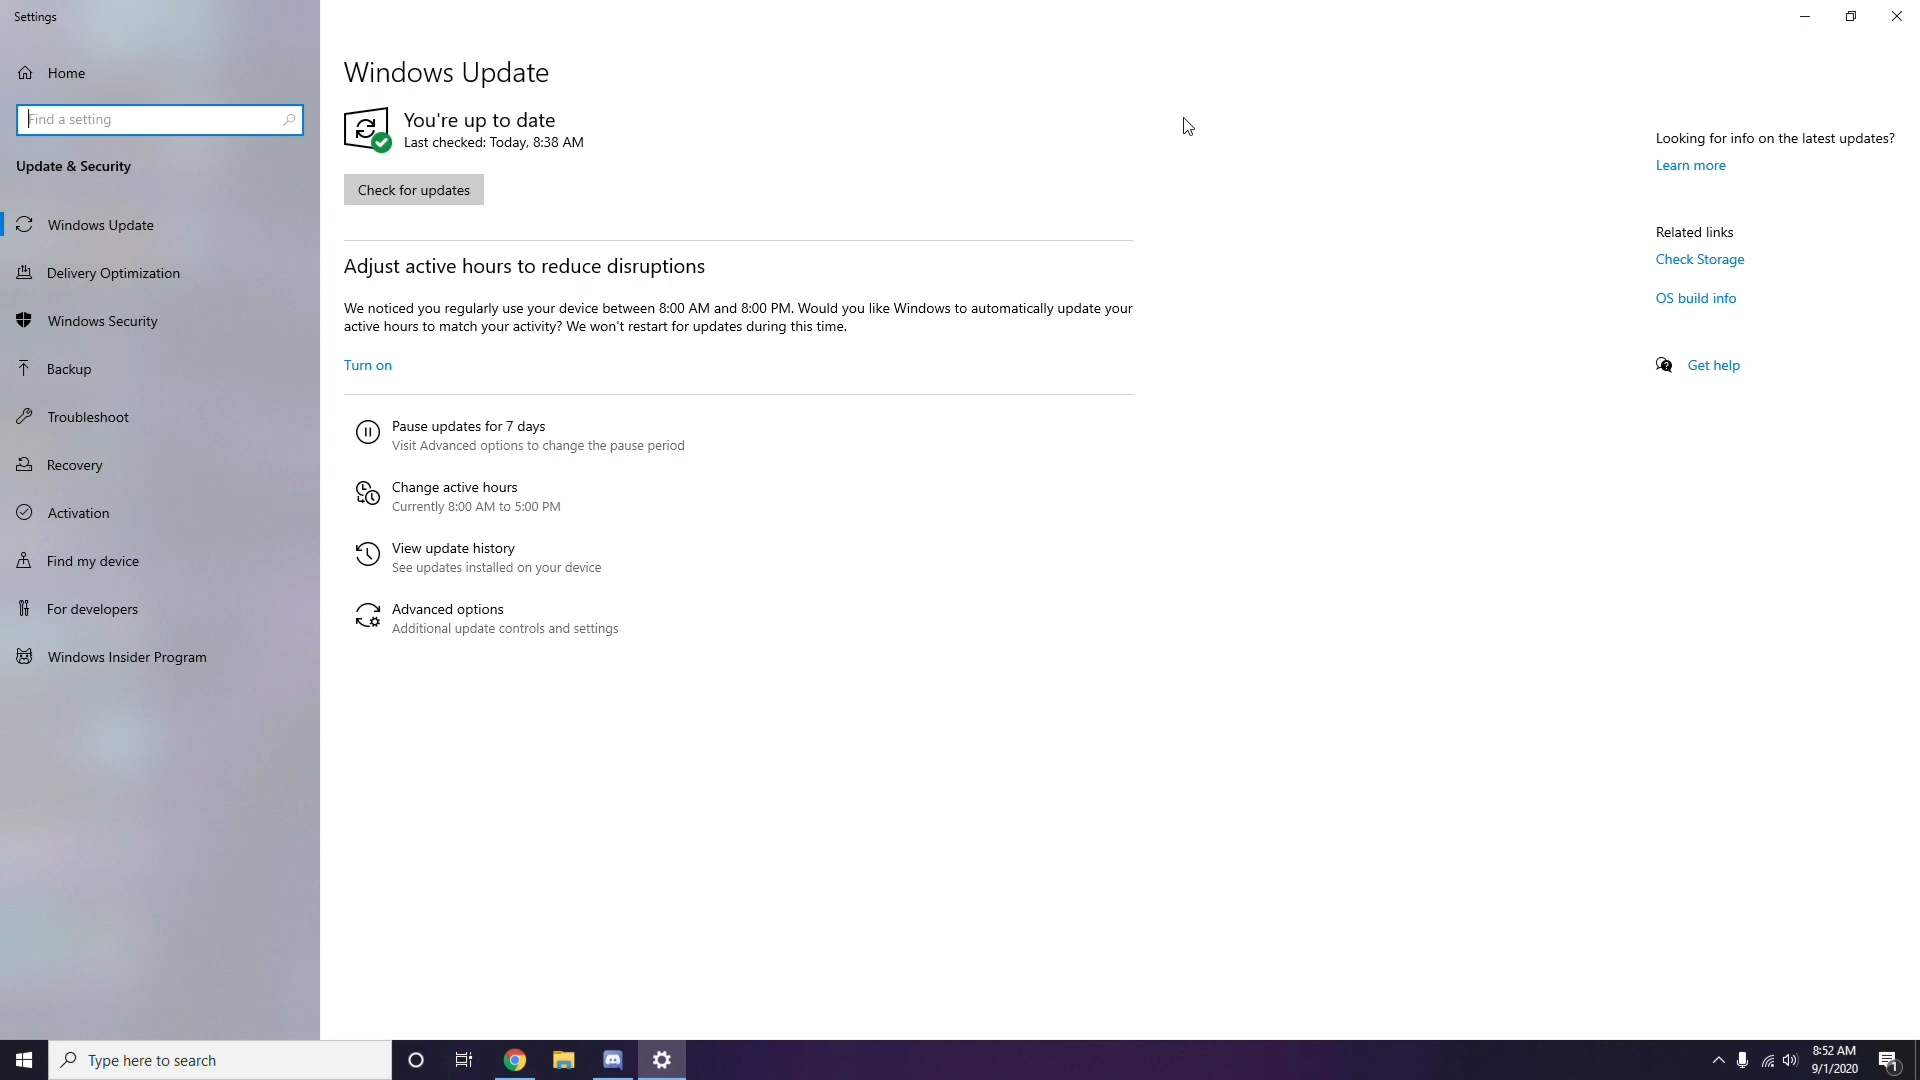 Settings
Home
Find a setting
Update & Security
Windows Update
Delivery Optimization
Windows Security
Backup
Troubleshoot
Recovery
Activation
Find my device
For developers
Windows Insider Program
Windows Update
You're up to date
Last checked: Today, 8:38 AM
Check for updates
Adjust active hours to reduce disruptions
We noticed you regularly use your device between 8:00 AM and 8:00 PM. Would you like Windows to automatically update your
active hours to match your activity? We won't restart for updates during this time.
Turn on
Pause updates for 7 days
Visit Advanced options to change the pause period
Change active hours
Currently 8:00 AM to 5:00 PM
View update history
See updates installed on your device
Advanced options
Additional update controls and settings
Looking for info on the latest updates?
Learn more
Related links
Check Storage
OS build info
Get help
Type here to search
8:52 AM
9/1/2020
1